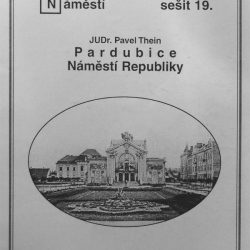 Náměstí sešit 19.
JUDr. Pavel Thein
Pardubice
Náměstí Republiky